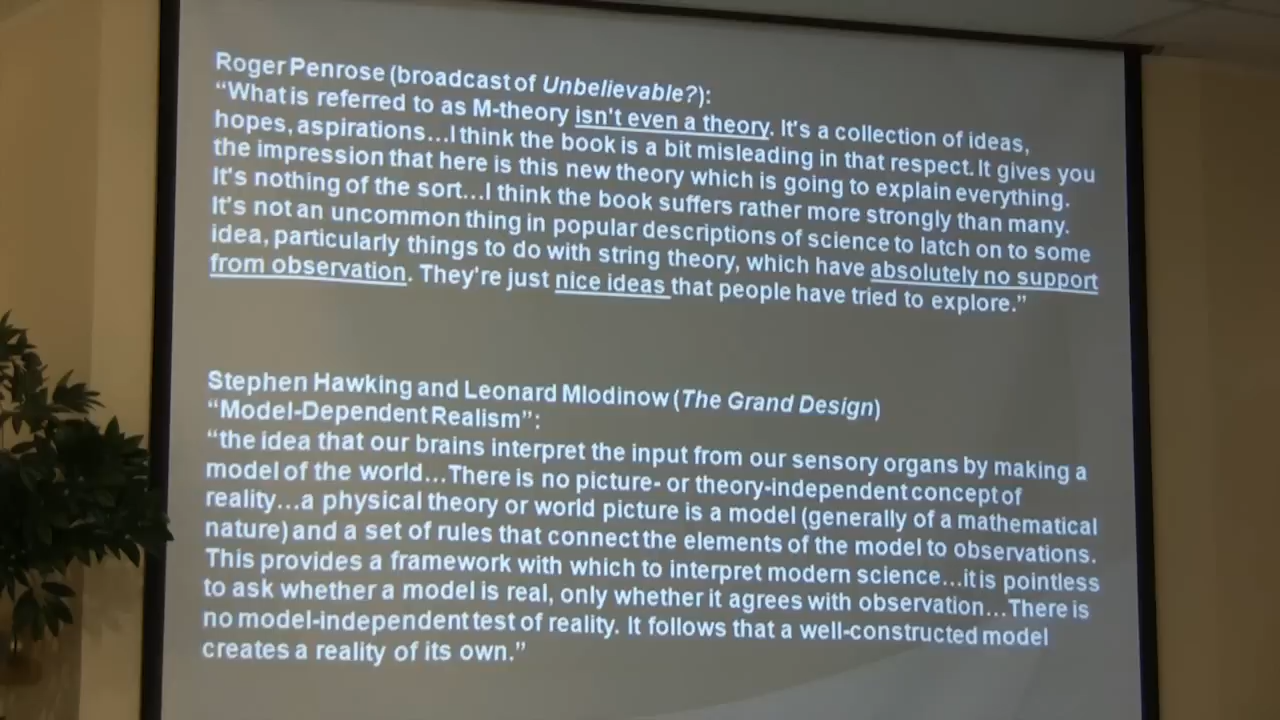 Roger Penrose (broadcast of Unbelievable?):
“What is referred to as M-theory isn't even a theory. It's a collection of ideas,
hopes, aspirations…I think the book is a bit misleading in that respect. It gives you
the impression that here is this new theory which is going to explain everything.
It's nothing of the sort…I think the book suffers rather more strongly than many.
It's not an uncommon thing in popular descriptions of science to latch on to some
idea, particularly things to do with string theory, which have absolutely no support
from observation. They're just nice ideas that people have tried to explore.”
Stephen Hawking and Leonard Mlodinow (The Grand Design)
“Model-Dependent Realism”:
“the idea that our brains interpret the input from our sensory organs by making a
model of the world…There is no picture- or theory-independent concept of
reality…a physical theory or world picture is a model (generally of a mathematical
nature) and a set of rules that connect the elements of the model to observations.
This provides a framework with which to interpret modern science…it is pointless
to ask whether a model is real, only whether it agrees with observation…There is
no model-independent test of reality. It follows that a well-constructed model
creates a reality of its own.”